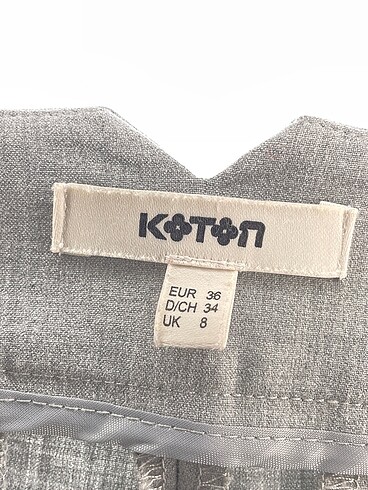 KOTON
EUR 36
D/CH 34
UK 8